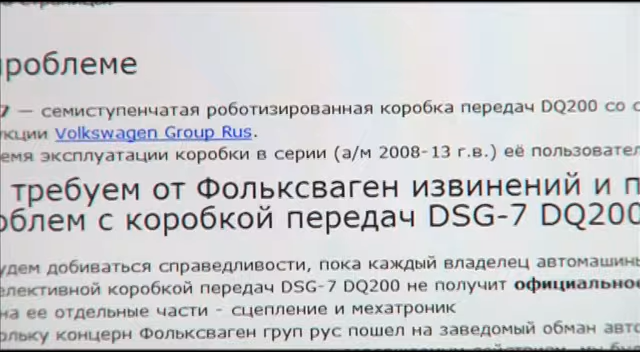 проблеме
7 — семиступенчатая роботизированная коробка передач DQ200 со
кции Volkswagen Group Rus.
емя эксплуатации коробки в серии (а/м 2008-13 г.в.) её пользовател
требуем от Фольксваген извинений и п
облем с коробкой передач DSG-7 DQ200
удем добиваться справедливости, пока каждый владелец автомашины
елективной коробкой передач DSG-7 DQ200 не получит официально
на ее отдельные части - сцепление и мехатроник
ольку концерн Фольксваген груп рус пошел на заведомый обман авто